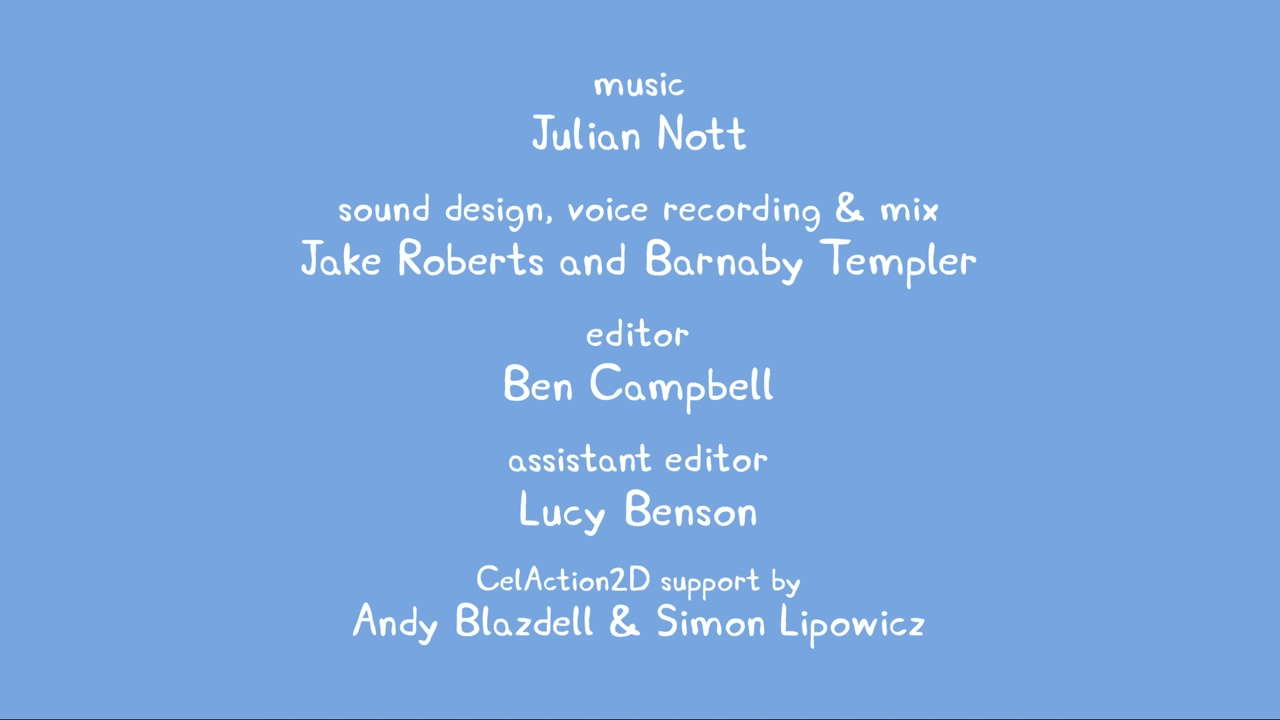 music
Julian Nott
sound design, voice recording & mix
Jake Roberts and Barnaby Templer
editor
Ben Campbell
assistant editor
Lucy Benson
CelAction2D support by
Andy Blazdell & Simon Lipowicz